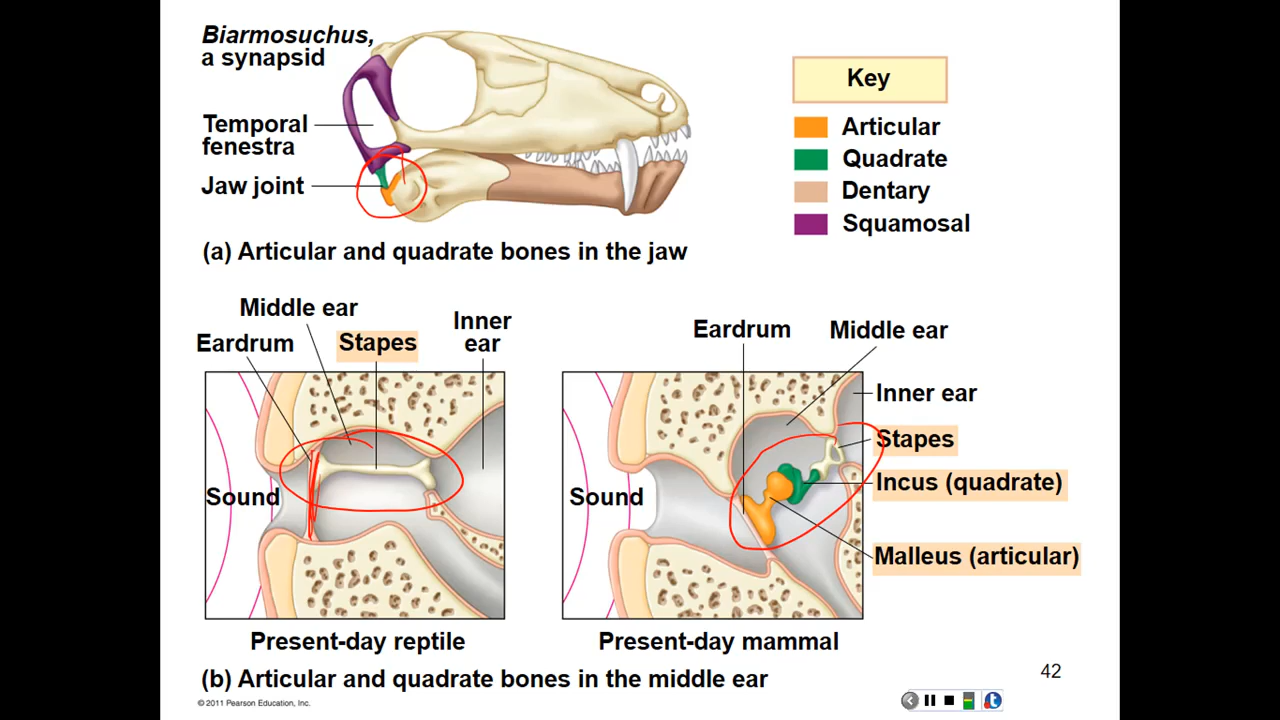 Biarmosuchus,
a synapsid
Key
Temporal
fenestra
Jaw joint
Articular
Quadrate
Dentary
Squamosal
(a) Articular and quadrate bones in the jaw
Middle ear
Eardrum
Stapes
Inner
ear
Sound
Present-day reptile
Eardrum
Middle ear
Inner ear
Stapes
Sound
Incus (quadrate)
Malleus (articular)
Present-day mammal
(b) Articular and quadrate bones in the middle ear
42
© 2011 Pearson Education, Inc.